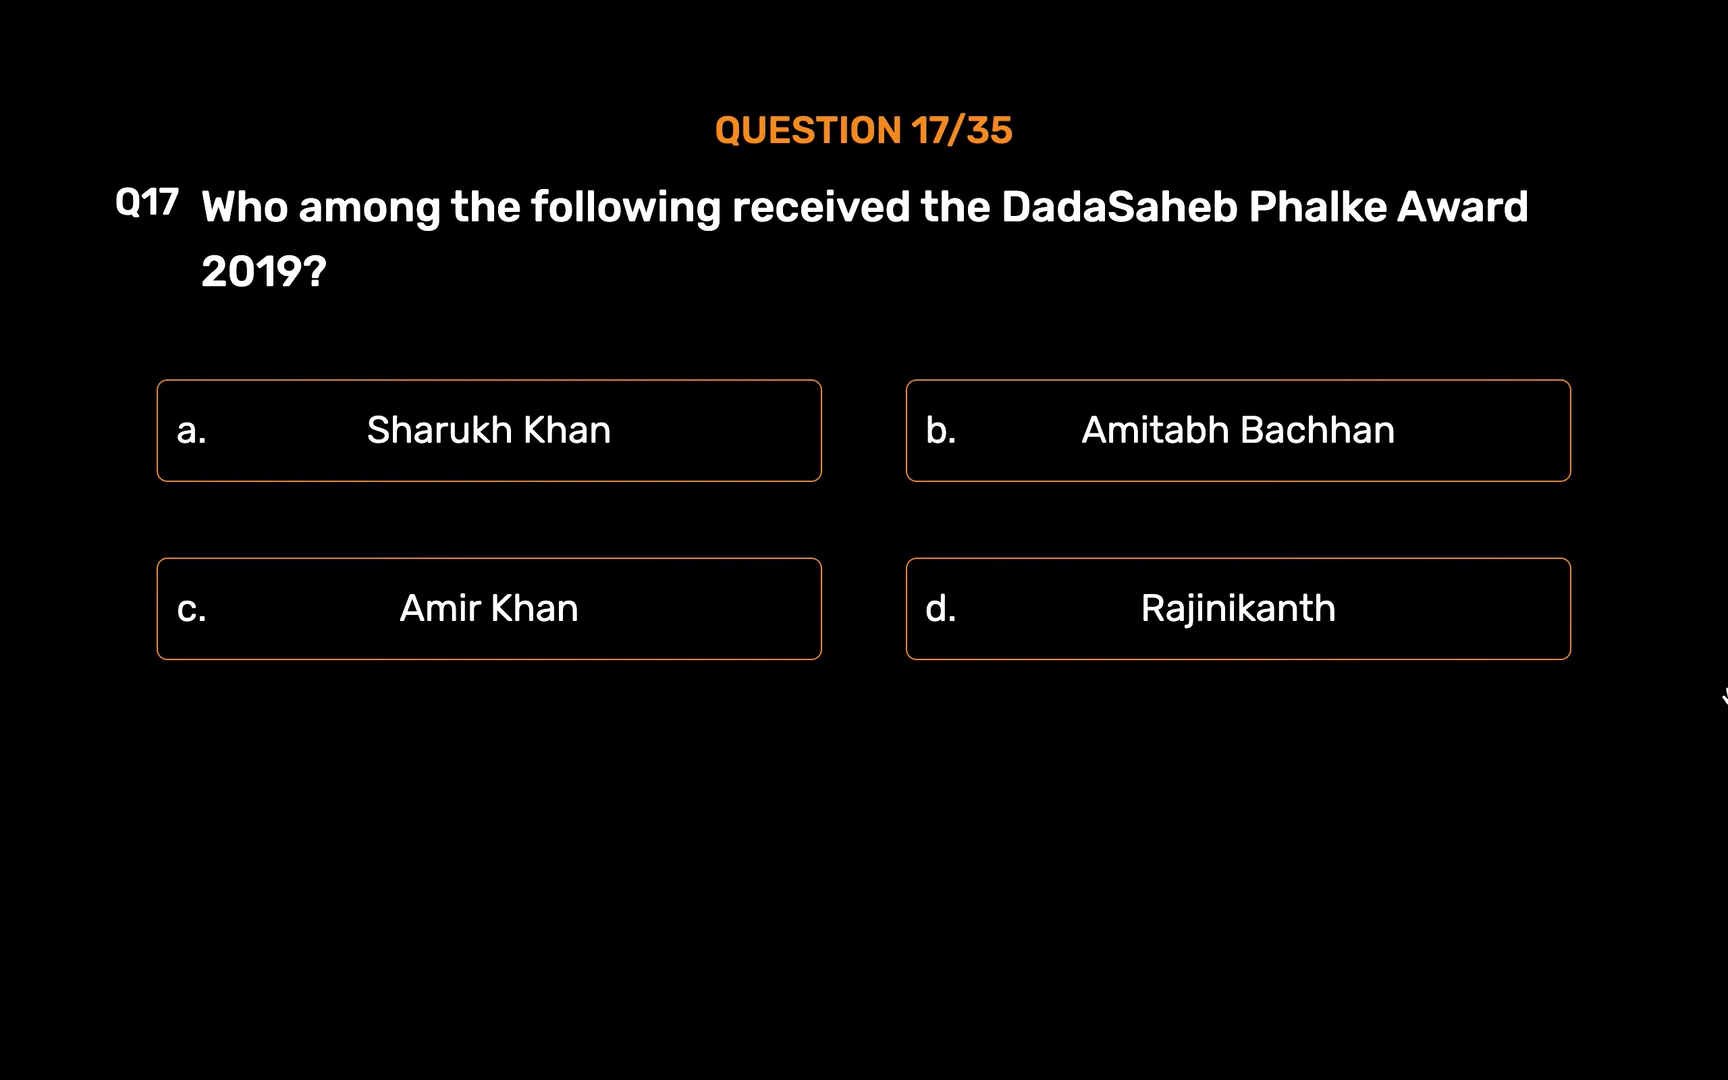 QUESTION 17/35
Q17 Who among the following received the DadaSaheb Phalke Award
2019?
a. Sharukh Khan
b. Amitabh Bachhan
c. Amir Khan
d. Rajinikanth